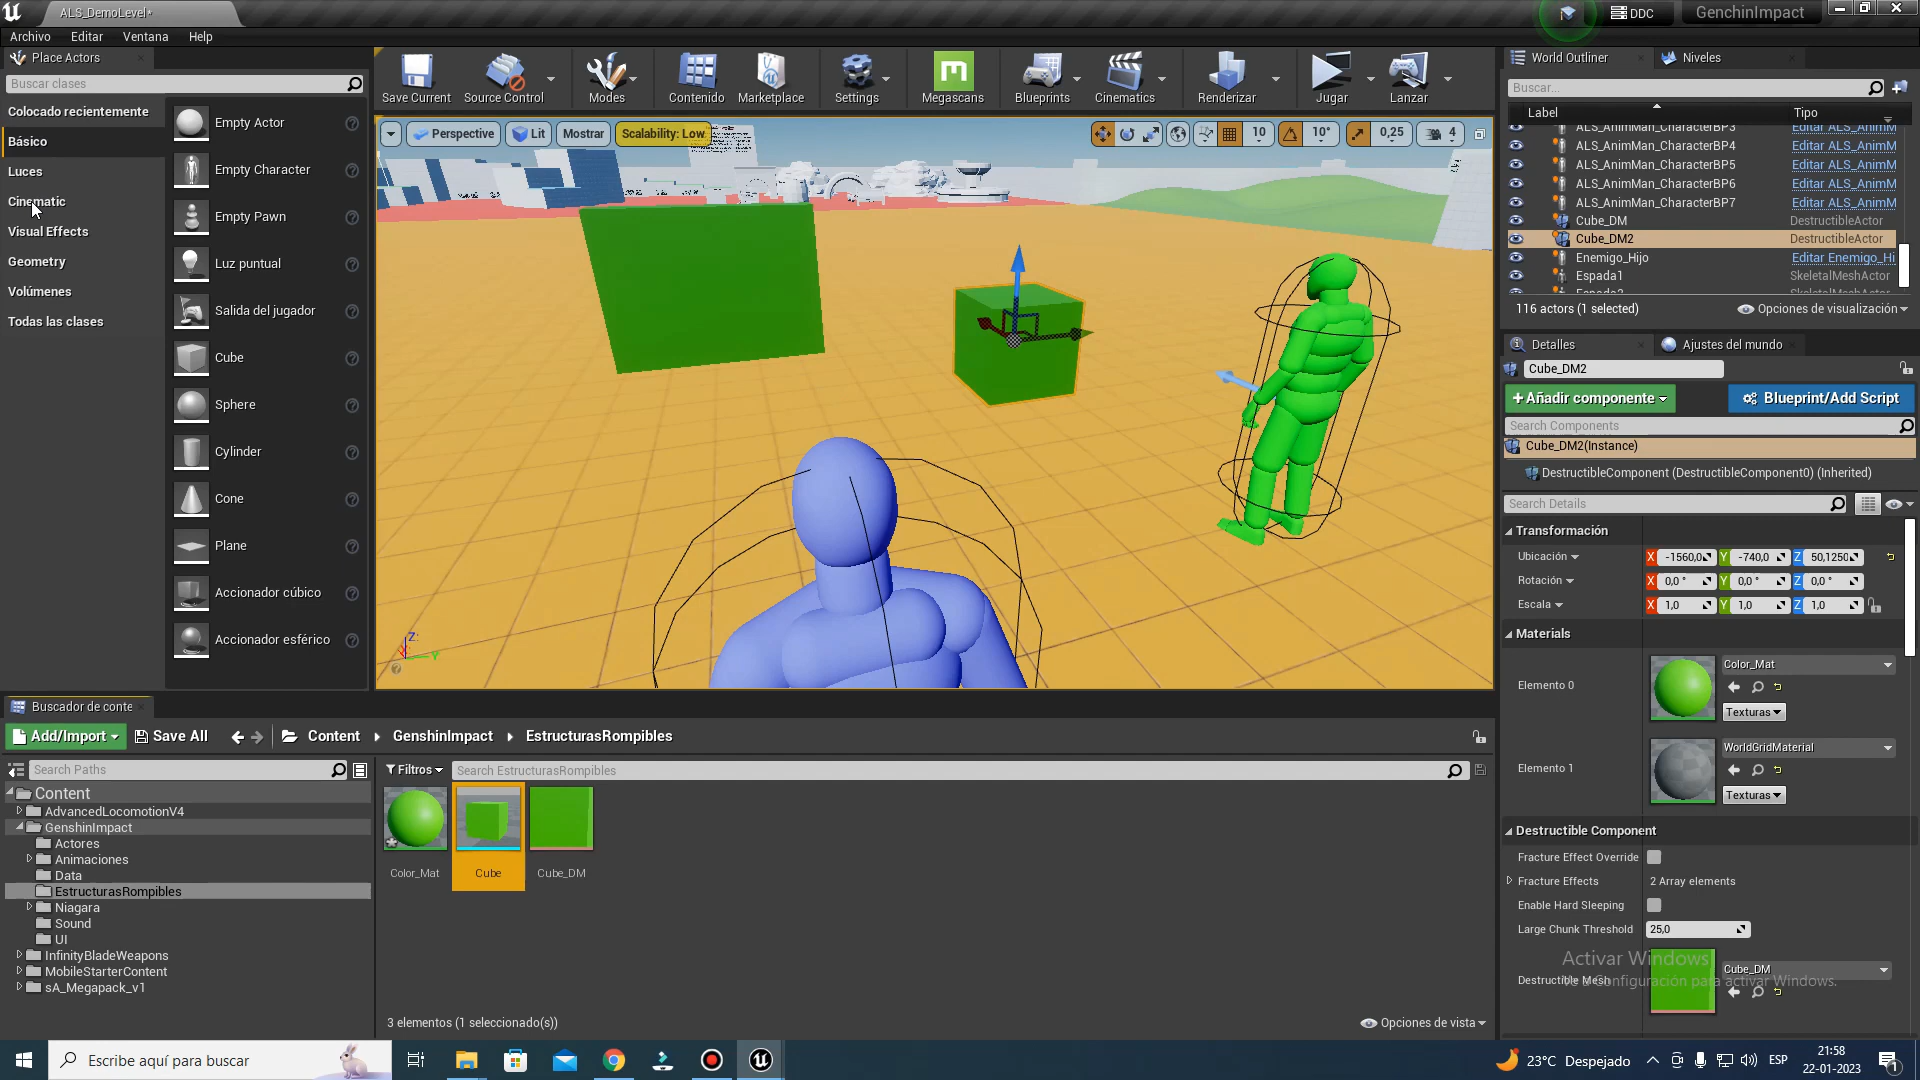 ALS_DemoLevel*
DDC
GenchinImpact
Archivo
Editar
Ventana
Help
Place Actors
Buscar clases
Colocado recientemente
Básico
Luces
Cinematic
Visual Effects
Geometry
Volúmenes
Todas las clases
Empty Actor
Empty Character
Empty Pawn
Luz puntual
Salida del jugador
Cube
Sphere
Cylinder
Cone
Plane
Accionador cúbico
Accionador esférico
Save Current
Source Control
Modes
Contenido
Marketplace
Settings
Megascans
Blueprints
Cinematics
Renderizar
Jugar
Lanzar
Perspective
Lit
Mostrar
Scalability: Low
10
10°
0,25
4
Z
Y
World Outliner
Niveles
Buscar...
Label
Tipo
ALS_AnimMan_CharacterBP3 Editar ALS_AnimM
ALS_AnimMan_CharacterBP4 Editar ALS_AnimM
ALS_AnimMan_CharacterBP5 Editar ALS_AnimM
ALS_AnimMan_CharacterBP6 Editar ALS_AnimM
ALS_AnimMan_CharacterBP7 Editar ALS_AnimM
Cube_DM DestructibleActor
Cube_DM2 DestructibleActor
Enemigo_Hijo Editar Enemigo_Hi
Espada1 SkeletalMeshActor
116 actors (1 selected)
Opciones de visualización
Detalles
Ajustes del mundo
Cube_DM2
+Añadir componente
Blueprint/Add Script
Search Components
Cube_DM2(Instance)
DestructibleComponent (DestructibleComponent0) (Inherited)
Search Details
Transformación
Ubicación X -1560,0 Y -740,0 Z 50,1250
Rotación X 0,0 ° Y 0,0 ° Z 0,0 °
Escala X 1,0 Y 1,0 Z 1,0
Materials
Elemento 0
Color_Mat
Texturas
Elemento 1
WorldGridMaterial
Texturas
Destructible Component
Fracture Effect Override
Fracture Effects 2 Array elements
Enable Hard Sleeping
Large Chunk Threshold 25,0
Destructible Mesh
Cube_DM
Activar Windows
Ve a Configuración para activar Windows.
Buscador de conte
Add/Import
Save All
Content
GenshinImpact
EstructurasRompibles
Search Paths
Filtros
Search EstructurasRompibles
Content
AdvancedLocomotionV4
GenshinImpact
Actores
Animaciones
Data
EstructurasRompibles
Niagara
Sound
UI
InfinityBladeWeapons
MobileStarterContent
sA_Megapack_v1
Color_Mat
Cube
Cube_DM
3 elementos (1 seleccionado(s))
Opciones de vista
Escribe aquí para buscar
23°C Despejado
ESP
21:58
22-01-2023
1